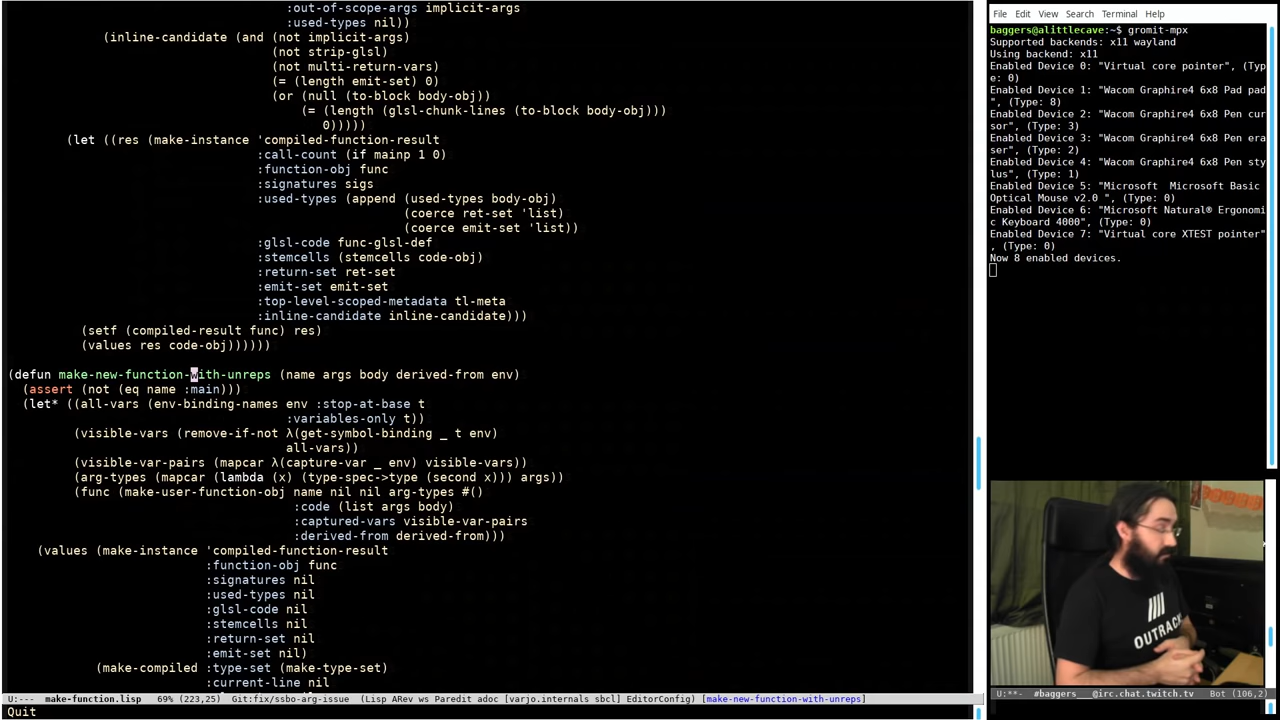 :out-of-scope-args implicit-args
:used-types nil))
(inline-candidate (and (not implicit-args)
(not strip-glsl)
(not multi-return-vars)
(= (length emit-set) 0)
(or (null (to-block body-obj))
(= (length (glsl-chunk-lines (to-block body-obj)))
0)))))
(let ((res (make-instance 'compiled-function-result
:call-count (if mainp 1 0)
:function-obj func
:signatures sigs
:used-types (append (used-types body-obj)
(coerce ret-set 'list)
(coerce emit-set 'list))
:glsl-code func-glsl-def
:stemcells (stemcells code-obj)
:return-set ret-set
:emit-set emit-set
:top-level-scoped-metadata tl-meta
:inline-candidate inline-candidate)))
(setf (compiled-result func) res)
(values res code-obj))))))
(defun make-new-function-with-unreps (name args body derived-from env)
(assert (not (eq name :main)))
(let* ((all-vars (env-binding-names env :stop-at-base t
:variables-only t))
(visible-vars (remove-if-not λ(get-symbol-binding _ t env)
all-vars))
(visible-var-pairs (mapcar λ(capture-var _ env) visible-vars))
(arg-types (mapcar (lambda (x) (type-spec->type (second x))) args))
(func (make-user-function-obj name nil nil arg-types #()
:code (list args body)
:captured-vars visible-var-pairs
:derived-from derived-from)))
(values (make-instance 'compiled-function-result
:function-obj func
:signatures nil
:used-types nil
:glsl-code nil
:stemcells nil
:return-set nil
:emit-set nil)
(make-compiled :type-set (make-type-set)
:current-line nil
U:--- make-function.lisp 69% (223,25) Git:fix/ssbo-arg-issue (Lisp ARev ws Paredit adoc [varjo.internals sbcl] EditorConfig) [make-new-function-with-unreps]
Quit
File Edit View Search Terminal Help
baggers@alittlecave:~$ gromit-mpx
Supported backends: x11 wayland
Using backend: x11
Enabled Device 0: "Virtual core pointer", (Typ
e: 0)
Enabled Device 1: "Wacom Graphire4 6x8 Pad pad
", (Type: 8)
Enabled Device 2: "Wacom Graphire4 6x8 Pen cur
sor", (Type: 3)
Enabled Device 3: "Wacom Graphire4 6x8 Pen era
ser", (Type: 2)
Enabled Device 4: "Wacom Graphire4 6x8 Pen sty
lus", (Type: 1)
Enabled Device 5: "Microsoft  Microsoft Basic
Optical Mouse v2.0 ", (Type: 0)
Enabled Device 6: "Microsoft Natural® Ergonomi
c Keyboard 4000", (Type: 0)
Enabled Device 7: "Virtual core XTEST pointer"
, (Type: 0)
Now 8 enabled devices.
OUTRACK
U:**- #baggers___@irc.chat.twitch.tv Bot (106,2)